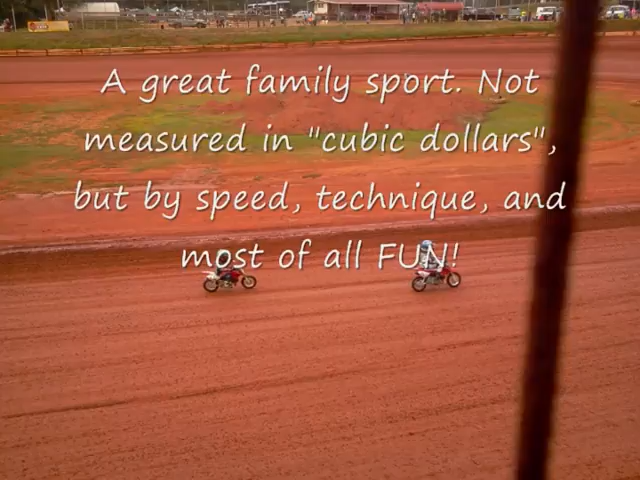 A great family sport. Not
measured in "cubic dollars",
but by speed, technique, and
most of all FUN!